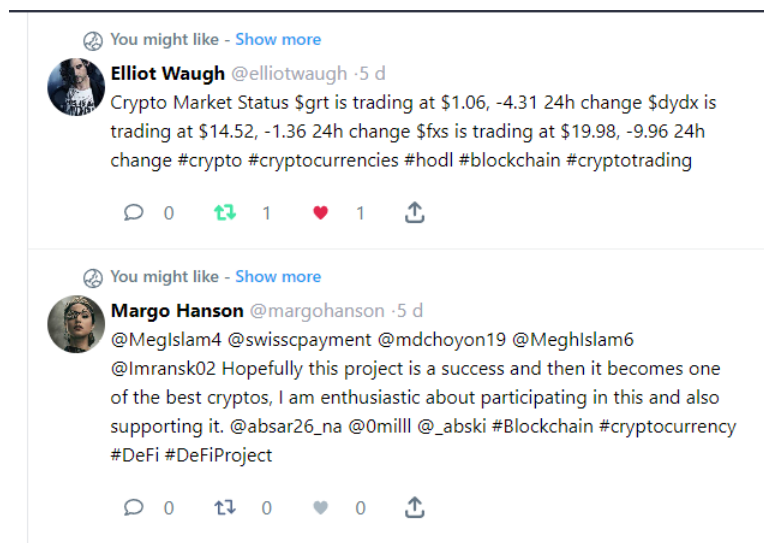 You might like - Show more
Elliot Waugh @elliotwaugh ·5 d
Crypto Market Status $grt is trading at $1.06, -4.31 24h change $dydx is
trading at $14.52, -1.36 24h change $fxs is trading at $19.98, -9.96 24h
change #crypto #cryptocurrencies #hodl #blockchain #cryptotrading
0 1 1
You might like - Show more
Margo Hanson @margohanson ·5 d
@MegIslam4 @swisscpayment @mdchoyon19 @MeghIslam6
@Imransk02 Hopefully this project is a success and then it becomes one
of the best cryptos, I am enthusiastic about participating in this and also
supporting it. @absar26_na @0milll @_abski #Blockchain #cryptocurrency
#DeFi #DeFiProject
0 0 0